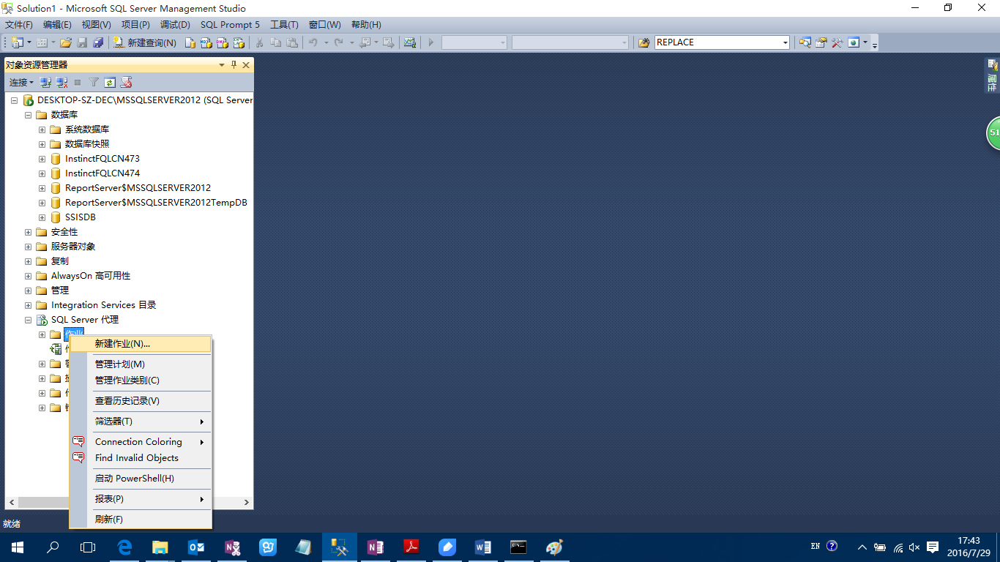 Solution1 - Microsoft SQL Server Management Studio
文件(F) 编辑(E) 视图(V) 项目(P) 调试(D) SQL Prompt 5 工具(T) 窗口(W) 帮助(H)
新建查询(N) REPLACE
对象资源管理器
属性
连接
DESKTOP-SZ-DEC\MSSQLSERVER2012 (SQL Server
数据库
系统数据库
51
数据库快照
InstinctFQLCN473
InstinctFQLCN474
ReportServer$MSSQLSERVER2012
ReportServer$MSSQLSERVER2012TempDB
SSISDB
安全性
服务器对象
复制
AlwaysOn 高可用性
管理
Integration Services 目录
SQL Server 代理
作业
新建作业(N)...
管理计划(M)
管理作业类别(C)
查看历史记录(V)
筛选器(T)
Connection Coloring
Find Invalid Objects
启动 PowerShell(H)
报表(P)
刷新(F)
就绪
EN
17:43
2016/7/29